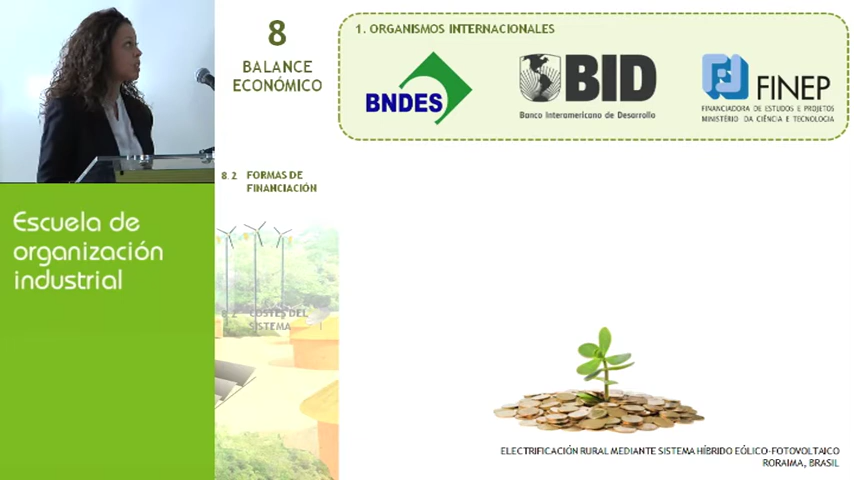 Escuela de
organización
industrial
8
BALANCE
ECONÓMICO
8.2 FORMAS DE
FINANCIACIÓN
8.2 COSTES DEL
SISTEMA
1. ORGANISMOS INTERNACIONALES
BNDES
BID
Banco Interamericano de Desarrollo
FINEP
FINANCIADORA DE ESTUDOS E PROJETOS
MINISTÉRIO DA CIÊNCIA E TECNOLOGIA
ELECTRIFICACIÓN RURAL MEDIANTE SISTEMA HÍBRIDO EÓLICO-FOTOVOLTAICO
RORAIMA, BRASIL